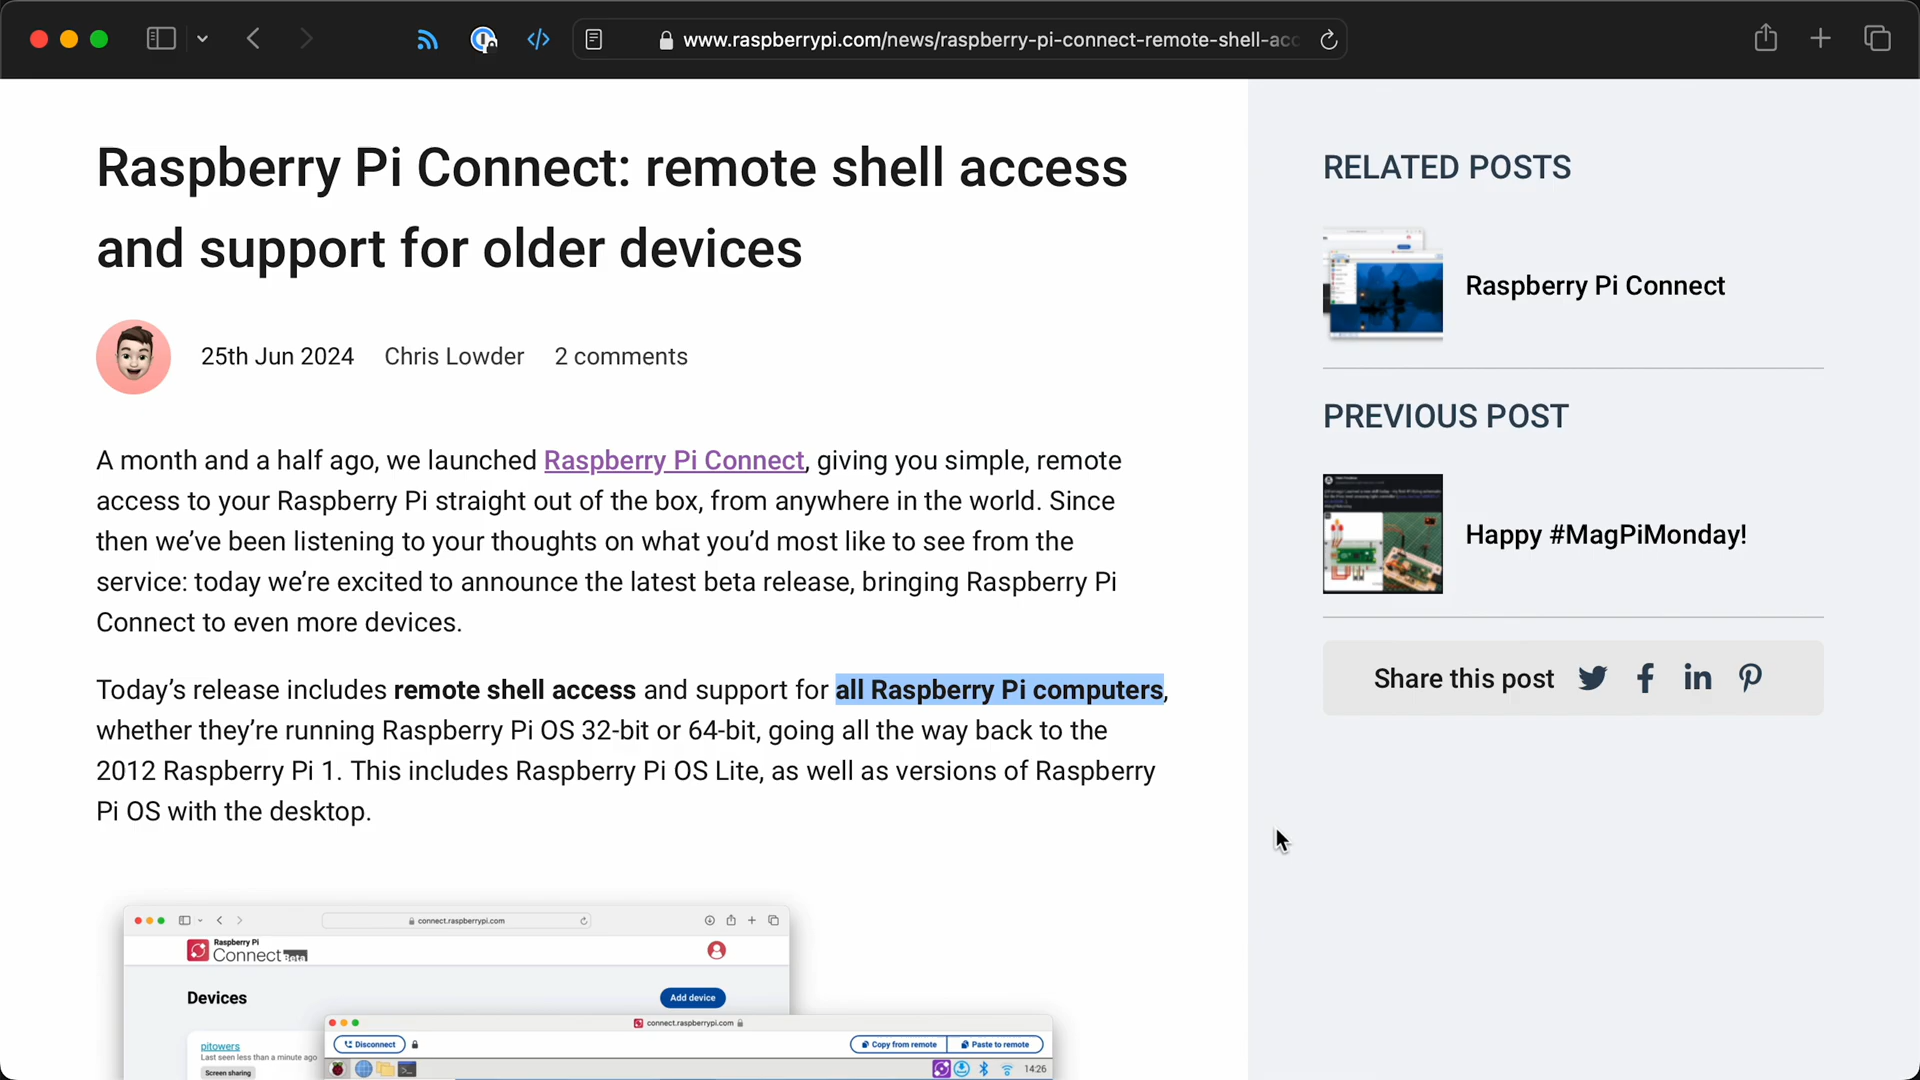 www.raspberrypi.com/news/raspberry-pi-connect-remote-shell-acc
Raspberry Pi Connect: remote shell access
and support for older devices
25th Jun 2024 Chris Lowder 2 comments
A month and a half ago, we launched Raspberry Pi Connect, giving you simple, remote
access to your Raspberry Pi straight out of the box, from anywhere in the world. Since
then we’ve been listening to your thoughts on what you’d most like to see from the
service: today we’re excited to announce the latest beta release, bringing Raspberry Pi
Connect to even more devices.
Today’s release includes remote shell access and support for all Raspberry Pi computers,
whether they’re running Raspberry Pi OS 32-bit or 64-bit, going all the way back to the
2012 Raspberry Pi 1. This includes Raspberry Pi OS Lite, as well as versions of Raspberry
Pi OS with the desktop.
connect.raspberrypi.com
Raspberry Pi
Connect Beta
Devices
Add device
pitowers
Last seen less than a minute ago
Screen sharing
connect.raspberrypi.com
Disconnect
Copy from remote
Paste to remote
14:26
RELATED POSTS
Raspberry Pi Connect
PREVIOUS POST
Happy #MagPiMonday!
Share this post